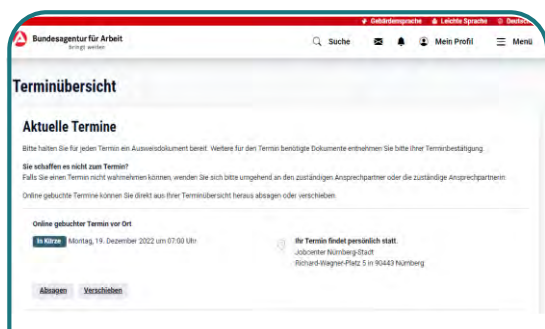 Gebärdensprache Leichte Sprache Deutsch
Bundesagentur für Arbeit
bringt weiter.
Suche Mein Profil Menü
Terminübersicht
Aktuelle Termine
Bitte halten Sie für jeden Termin ein Ausweisdokument bereit. Weitere für den Termin benötigte Dokumente entnehmen Sie bitte Ihrer Terminbestätigung.
Sie schaffen es nicht zum Termin?
Falls Sie einen Termin nicht wahrnehmen können, wenden Sie sich bitte umgehend an den zuständigen Ansprechpartner oder die zuständige Ansprechpartnerin.
Online gebuchte Termine können Sie direkt aus Ihrer Terminübersicht heraus absagen oder verschieben.
Online gebuchter Termin vor Ort
In Kürze Montag, 19. Dezember 2022 um 07:00 Uhr
Ihr Termin findet persönlich statt.
Jobcenter Nürnberg-Stadt
Richard-Wagner-Platz 5 in 90443 Nürnberg
Absagen Verschieben